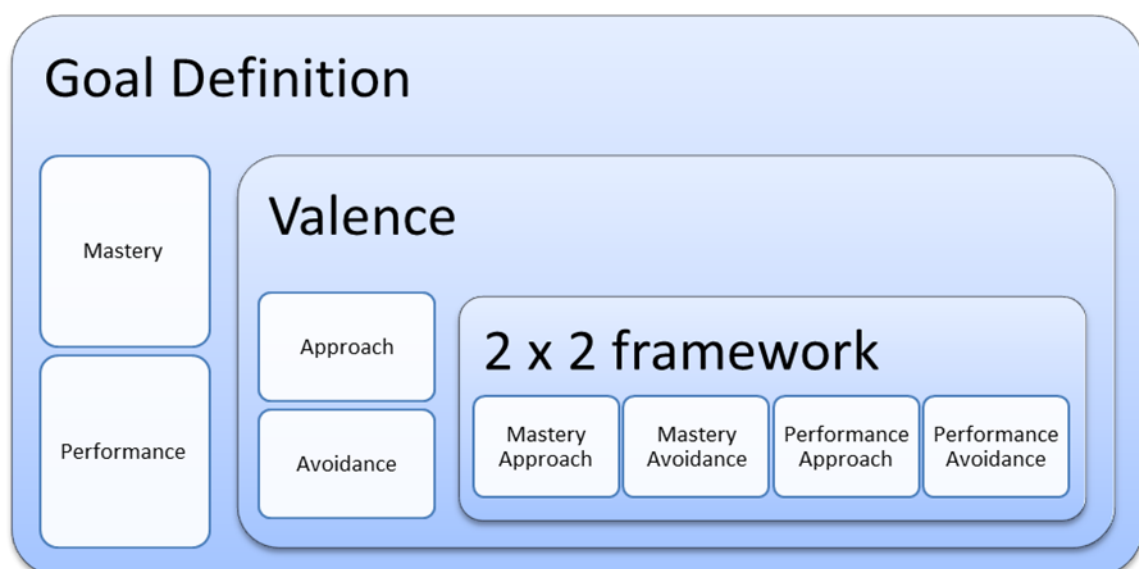 Goal Definition
Mastery
Performance
Valence
Approach
Avoidance
2 x 2 framework
Mastery
Approach
Mastery
Avoidance
Performance
Approach
Performance
Avoidance